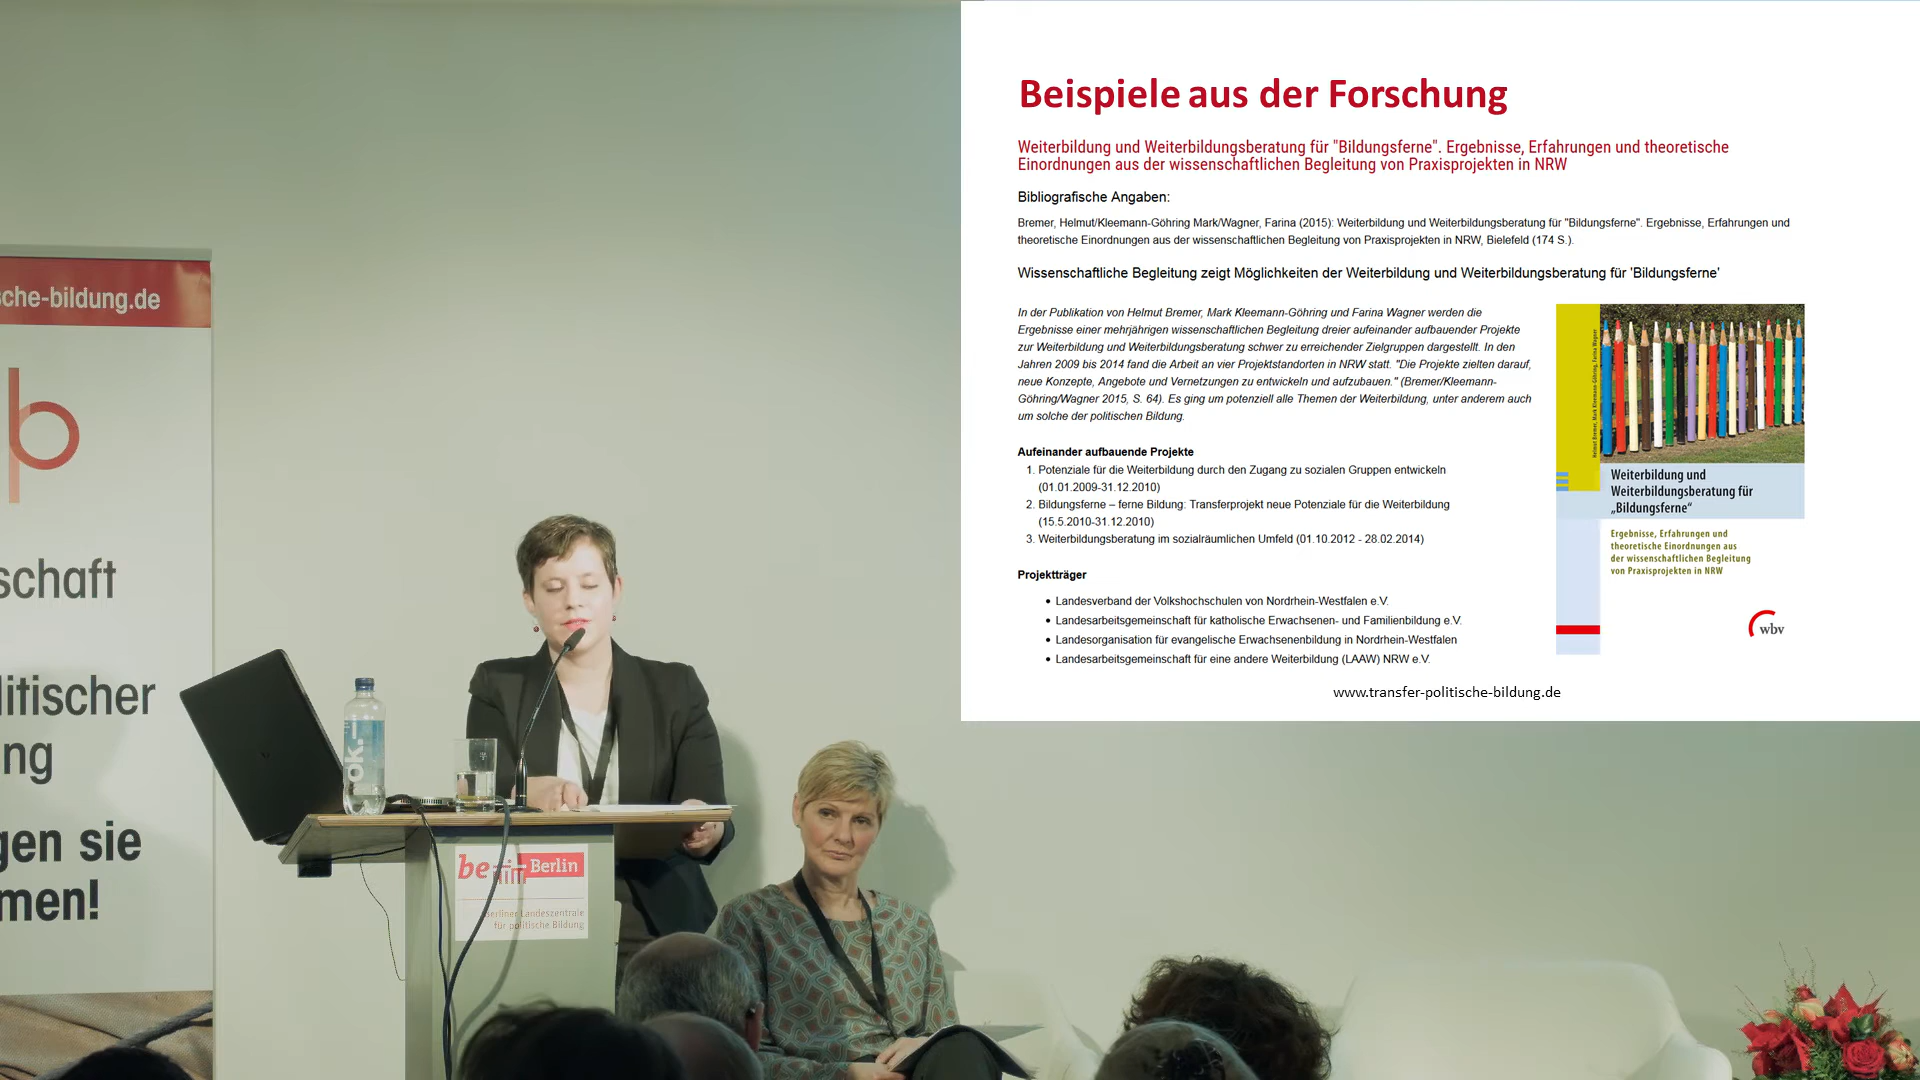 Beispiele aus der Forschung
Weiterbildung und Weiterbildungsberatung für "Bildungsferne". Ergebnisse, Erfahrungen und theoretische
Einordnungen aus der wissenschaftlichen Begleitung von Praxisprojekten in NRW
Bibliografische Angaben:
Bremer, Helmut/Kleemann-Göhring Mark/Wagner, Farina (2015): Weiterbildung und Weiterbildungsberatung für "Bildungsferne". Ergebnisse, Erfahrungen und
theoretische Einordnungen aus der wissenschaftlichen Begleitung von Praxisprojekten in NRW, Bielefeld (174 S.).
Wissenschaftliche Begleitung zeigt Möglichkeiten der Weiterbildung und Weiterbildungsberatung für 'Bildungsferne'
In der Publikation von Helmut Bremer, Mark Kleemann-Göhring und Farina Wagner werden die
Ergebnisse einer mehrjährigen wissenschaftlichen Begleitung dreier aufeinander aufbauender Projekte
zur Weiterbildung und Weiterbildungsberatung schwer zu erreichender Zielgruppen dargestellt. In den
Jahren 2009 bis 2014 fand die Arbeit an vier Projektstandorten in NRW statt. "Die Projekte zielten darauf,
neue Konzepte, Angebote und Vernetzungen zu entwickeln und aufzubauen." (Bremer/Kleemann-
Göhring/Wagner 2015, S. 64). Es ging um potenziell alle Themen der Weiterbildung, unter anderem auch
um solche der politischen Bildung.
Aufeinander aufbauende Projekte
1. Potenziale für die Weiterbildung durch den Zugang zu sozialen Gruppen entwickeln
(01.01.2009-31.12.2010)
2. Bildungsferne – ferne Bildung: Transferprojekt neue Potenziale für die Weiterbildung
(15.5.2010-31.12.2010)
3. Weiterbildungsberatung im sozialräumlichen Umfeld (01.10.2012 - 28.02.2014)
Projektträger
• Landesverband der Volkshochschulen von Nordrhein-Westfalen e.V.
• Landesarbeitsgemeinschaft für katholische Erwachsenen- und Familienbildung e.V.
• Landesorganisation für evangelische Erwachsenenbildung in Nordrhein-Westfalen
• Landesarbeitsgemeinschaft für eine andere Weiterbildung (LAAW) NRW e.V.
Helmut Bremer, Mark Kleemann-Göhring, Farina Wagner
Weiterbildung und
Weiterbildungsberatung für
„Bildungsferne“
Ergebnisse, Erfahrungen und
theoretische Einordnungen aus
der wissenschaftlichen Begleitung
von Praxisprojekten in NRW
wbv
www.transfer-politische-bildung.de
sche-bildung.de
p
schaft
litischer
ng
gen sie
men!
ok.–
be Berlin
Berliner Landeszentrale
für politische Bildung